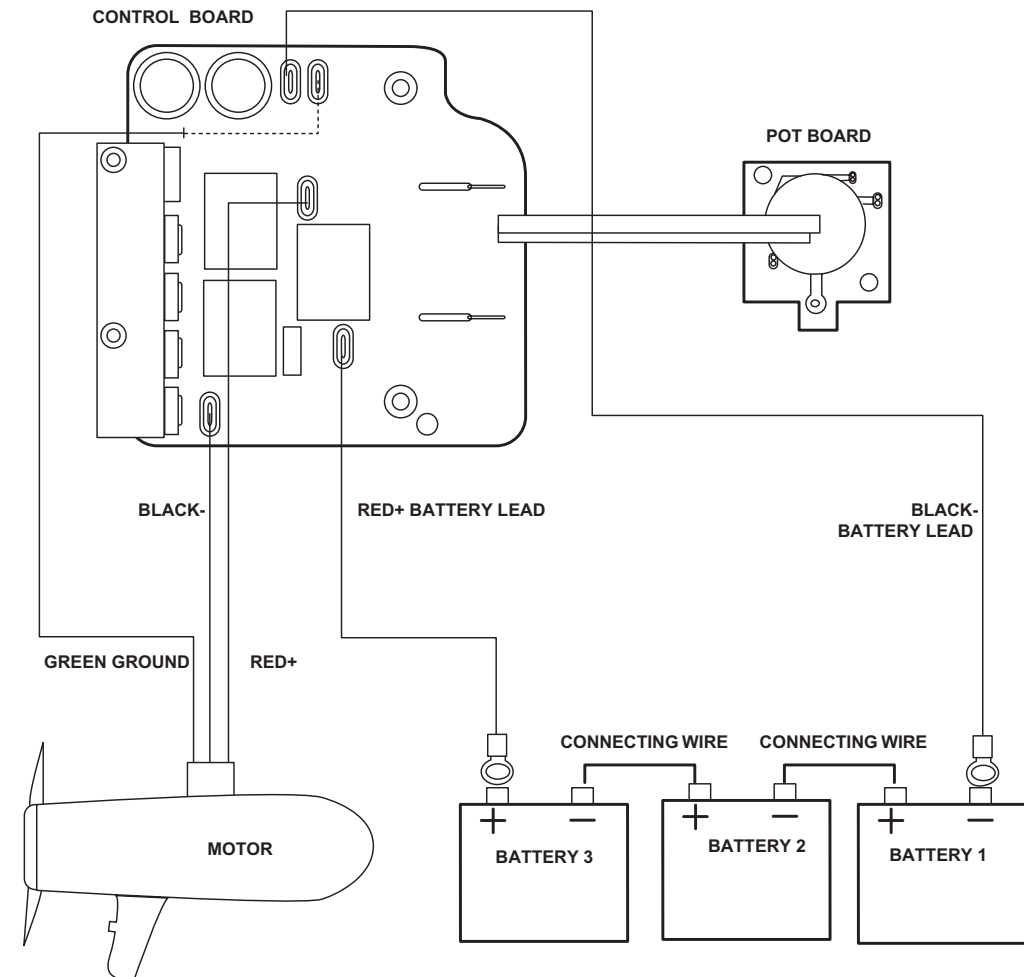 CONTROL BOARD
POT BOARD
BLACK-
RED+ BATTERY LEAD
BLACK-
BATTERY LEAD
GREEN GROUND
RED+
CONNECTING WIRE
CONNECTING WIRE
+
−
+
−
+
−
MOTOR
BATTERY 3
BATTERY 2
BATTERY 1